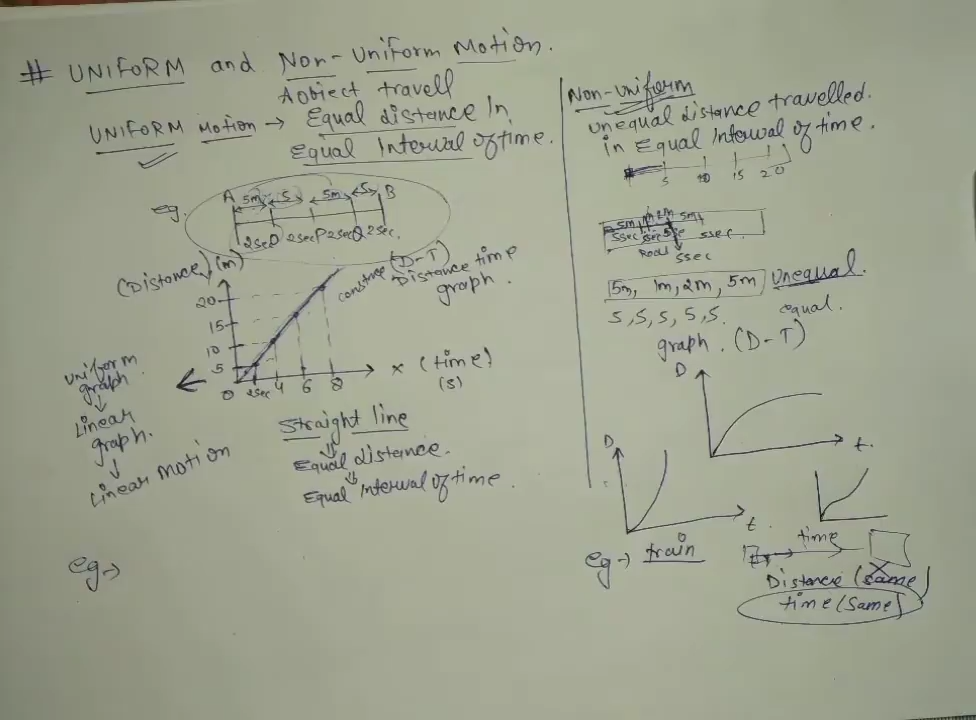 # UNIFORM and Non-Uniform Motion.
Aobject travell
UNIFORM Motion → Equal distance In
Equal Interval of time.
eg.
A 5m 5 5m 5 B
2sec 2sec 2sec 2sec.
(Distance) (m)
(D-T)
Distance time
graph.
20
15
10
5
0 2sec 4 6 8
x (time)
(s)
uniform
graph.
↓
Linear
graph.
↓
Linear Motion
Straight line
⇓
Equal distance.
⇓
Equal Interval of time.
eg→
Non-uniform
unequal distance travelled.
in Equal Interval of time.
5 10 15 20
5m, 1m 2m 5m,
5sec 5sec 5se 5sec.
Road 5sec
5m, 1m, 2m, 5m unequal.
5, 5, 5, 5, 5. equal.
graph. (D-T)
D
t.
D
t.
eg→ train
time
Distance (same)
time (same)